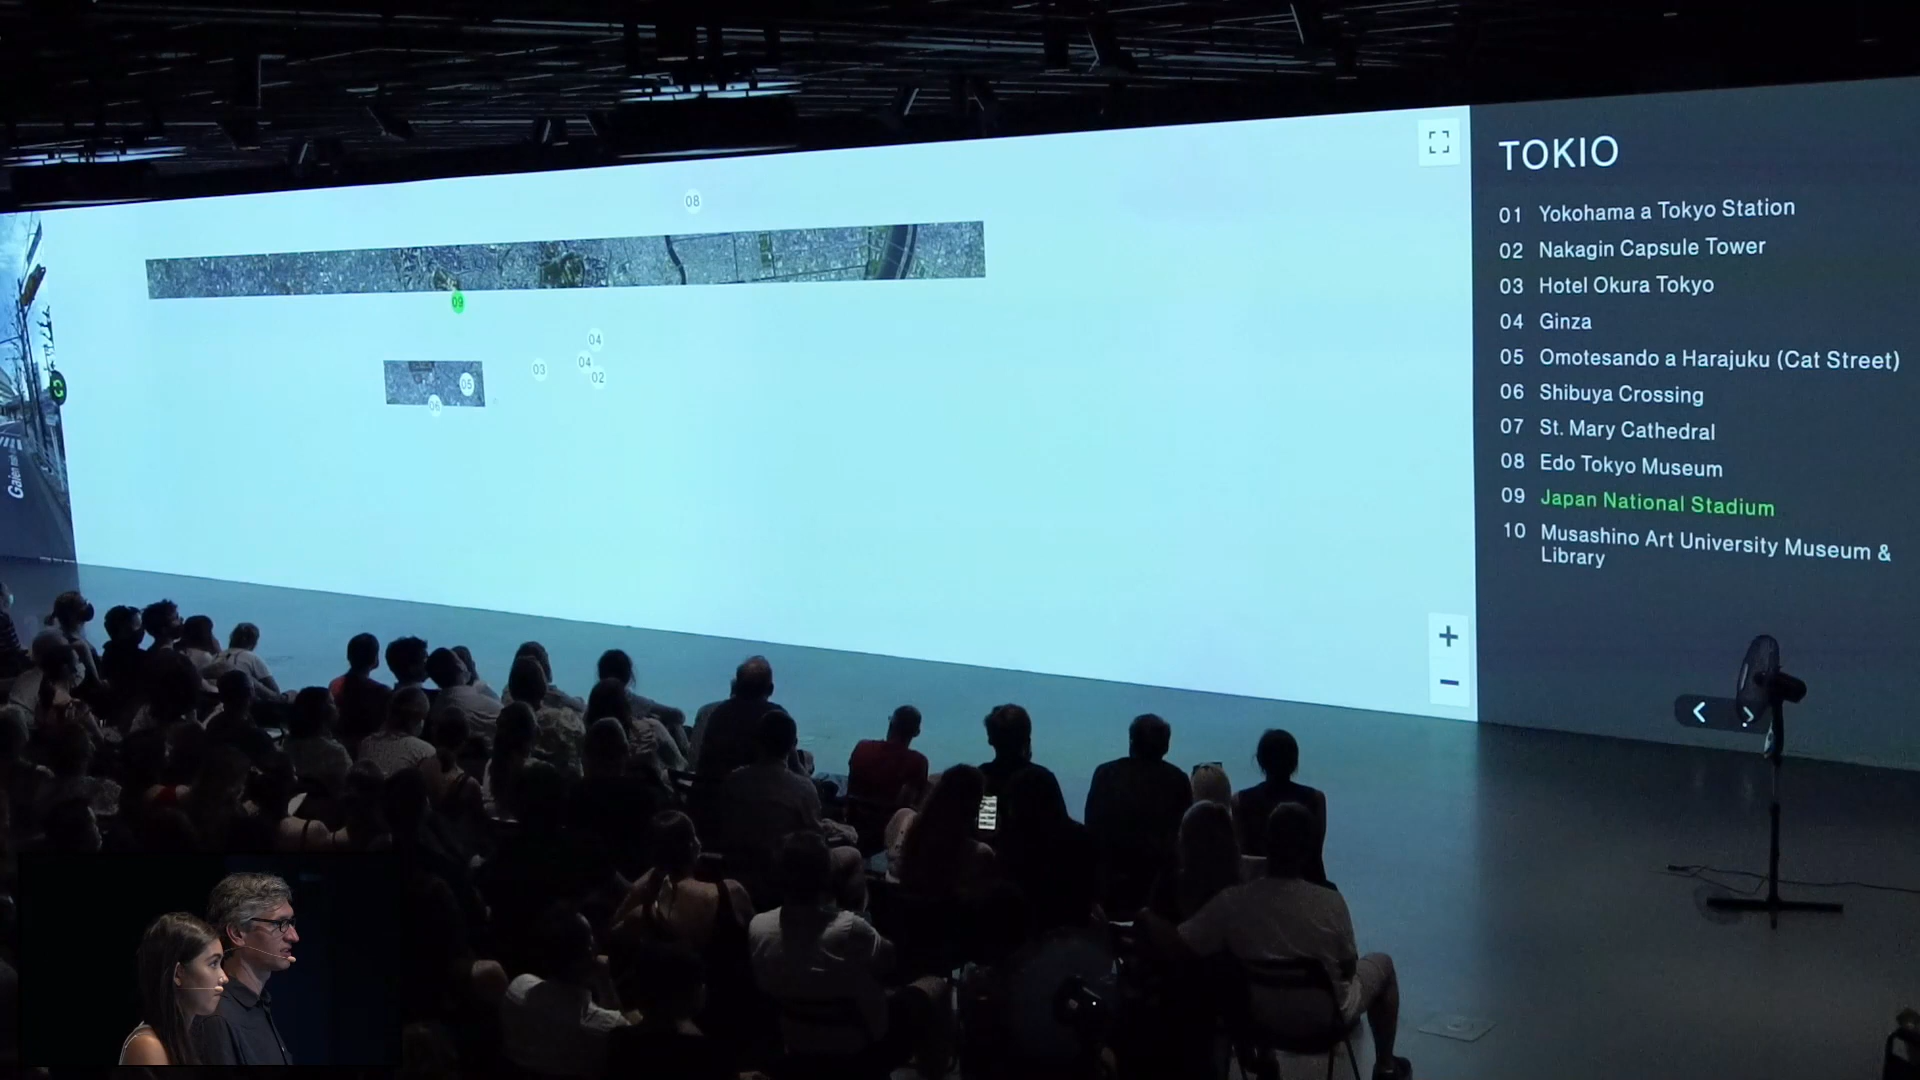 TOKIO
01 Yokohama a Tokyo Station
02 Nakagin Capsule Tower
03 Hotel Okura Tokyo
04 Ginza
05 Omotesando a Harajuku (Cat Street)
06 Shibuya Crossing
07 St. Mary Cathedral
08 Edo Tokyo Museum
09 Japan National Stadium
10 Musashino Art University Museum &
Library
08
09
04
04
03
02
05
06
+
−